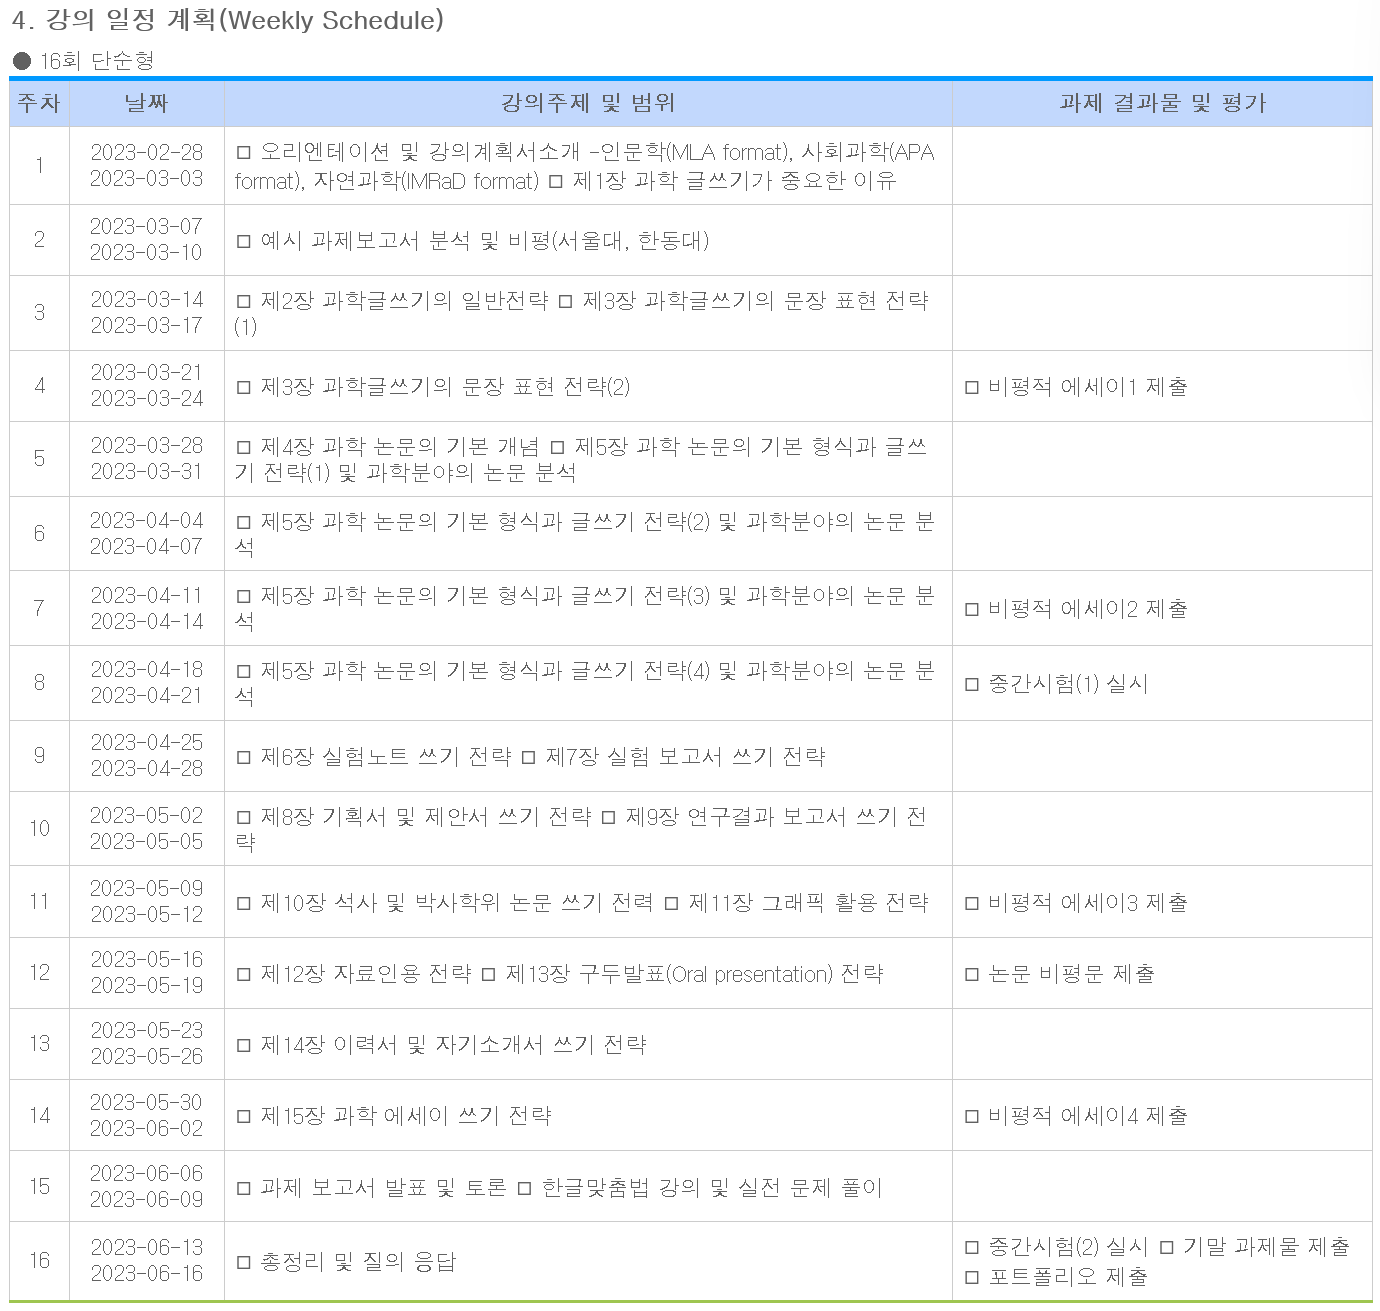 4. 강의 일정 계획(Weekly Schedule)
● 16회 단순형
주차 날짜 강의주제 및 범위 과제 결과물 및 평가
1
2023-02-28
2023-03-03
□ 오리엔테이션 및 강의계획서소개 -인문학(MLA format), 사회과학(APA
format), 자연과학(IMRaD format) □ 제1장 과학 글쓰기가 중요한 이유
2
2023-03-07
2023-03-10
□ 예시 과제보고서 분석 및 비평(서울대, 한동대)
3
2023-03-14
2023-03-17
□ 제2장 과학글쓰기의 일반전략 □ 제3장 과학글쓰기의 문장 표현 전략
(1)
4
2023-03-21
2023-03-24
□ 제3장 과학글쓰기의 문장 표현 전략(2)
□ 비평적 에세이1 제출
5
2023-03-28
2023-03-31
□ 제4장 과학 논문의 기본 개념 □ 제5장 과학 논문의 기본 형식과 글쓰
기 전략(1) 및 과학분야의 논문 분석
6
2023-04-04
2023-04-07
□ 제5장 과학 논문의 기본 형식과 글쓰기 전략(2) 및 과학분야의 논문 분
석
7
2023-04-11
2023-04-14
□ 제5장 과학 논문의 기본 형식과 글쓰기 전략(3) 및 과학분야의 논문 분
석
□ 비평적 에세이2 제출
8
2023-04-18
2023-04-21
□ 제5장 과학 논문의 기본 형식과 글쓰기 전략(4) 및 과학분야의 논문 분
석
□ 중간시험(1) 실시
9
2023-04-25
2023-04-28
□ 제6장 실험노트 쓰기 전략 □ 제7장 실험 보고서 쓰기 전략
10
2023-05-02
2023-05-05
□ 제8장 기획서 및 제안서 쓰기 전략 □ 제9장 연구결과 보고서 쓰기 전
략
11
2023-05-09
2023-05-12
□ 제10장 석사 및 박사학위 논문 쓰기 전력 □ 제11장 그래픽 활용 전략
□ 비평적 에세이3 제출
12
2023-05-16
2023-05-19
□ 제12장 자료인용 전략 □ 제13장 구두발표(Oral presentation) 전략
□ 논문 비평문 제출
13
2023-05-23
2023-05-26
□ 제14장 이력서 및 자기소개서 쓰기 전략
14
2023-05-30
2023-06-02
□ 제15장 과학 에세이 쓰기 전략
□ 비평적 에세이4 제출
15
2023-06-06
2023-06-09
□ 과제 보고서 발표 및 토론 □ 한글맞춤법 강의 및 실전 문제 풀이
16
2023-06-13
2023-06-16
□ 총정리 및 질의 응답
□ 중간시험(2) 실시 □ 기말 과제물 제출
□ 포트폴리오 제출